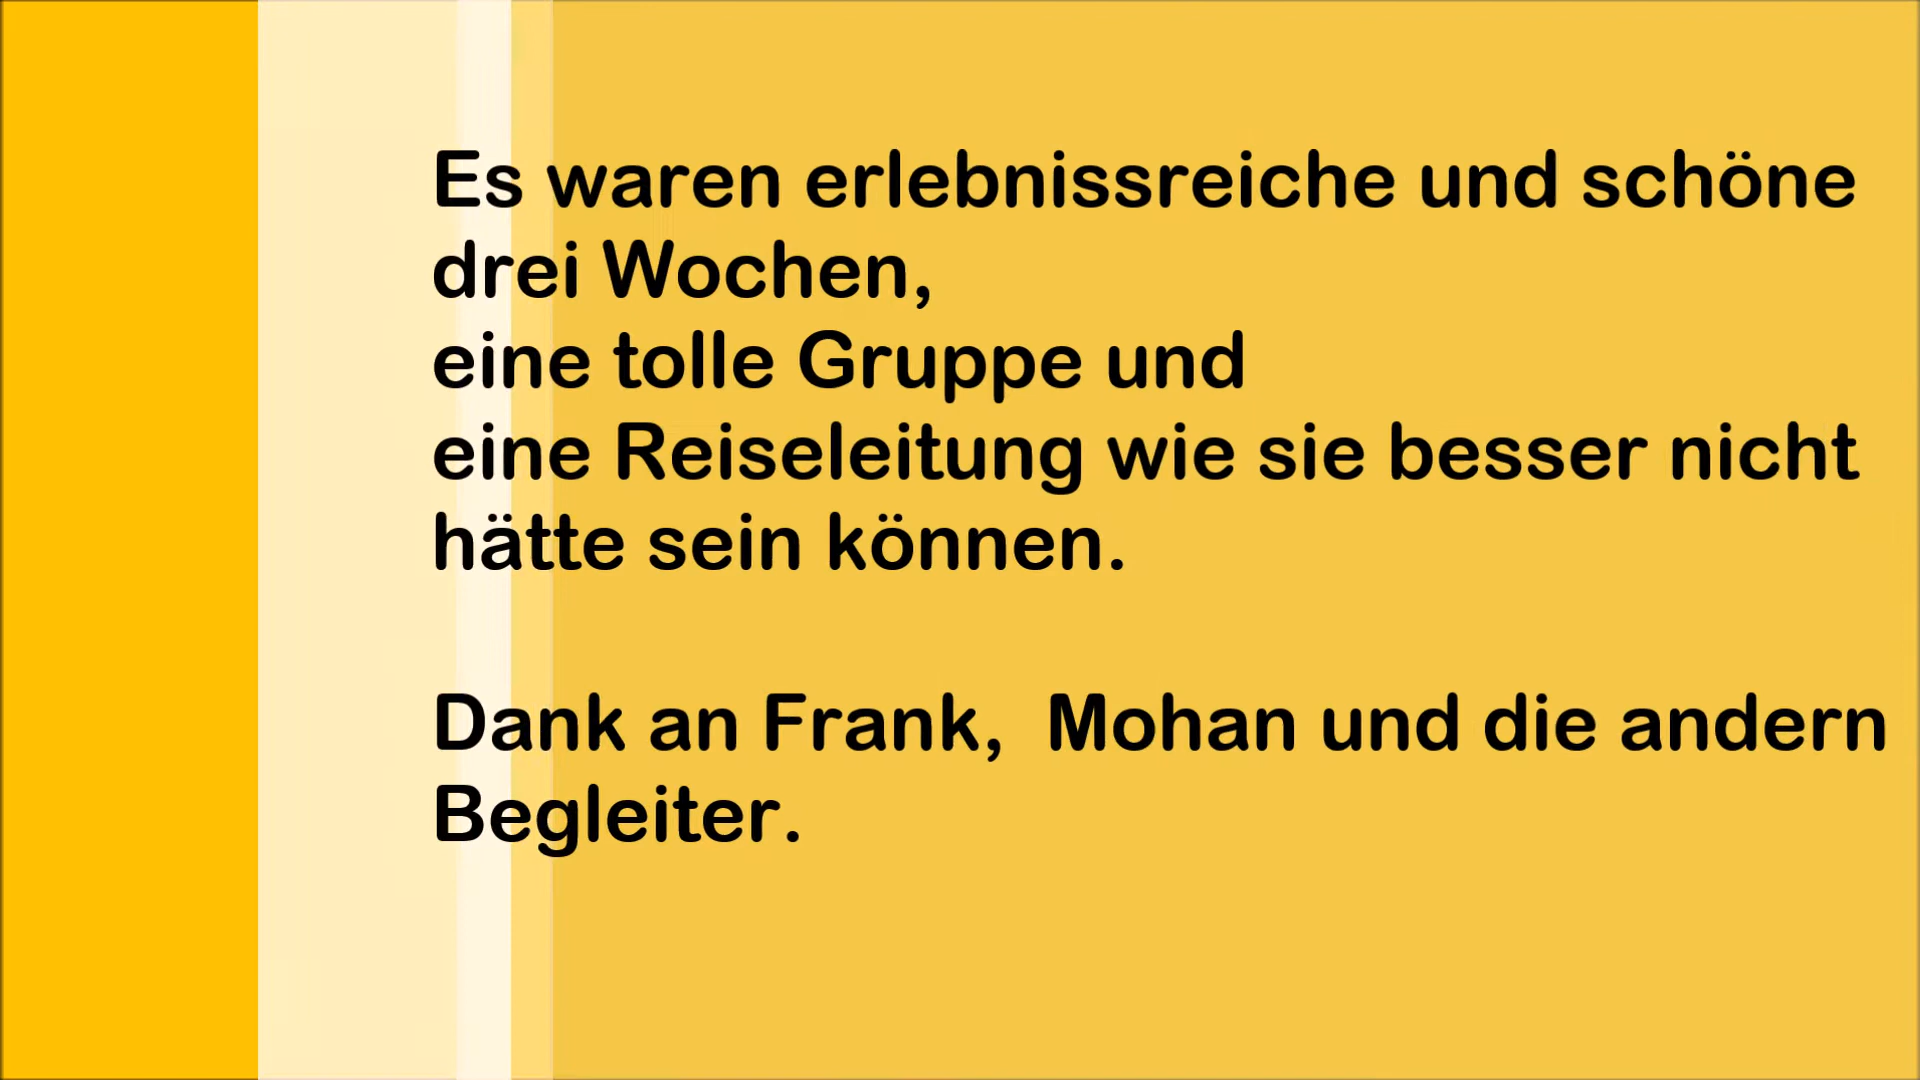 Es waren erlebnissreiche und schöne
drei Wochen,
eine tolle Gruppe und
eine Reiseleitung wie sie besser nicht
hätte sein können.
Dank an Frank,  Mohan und die andern
Begleiter.